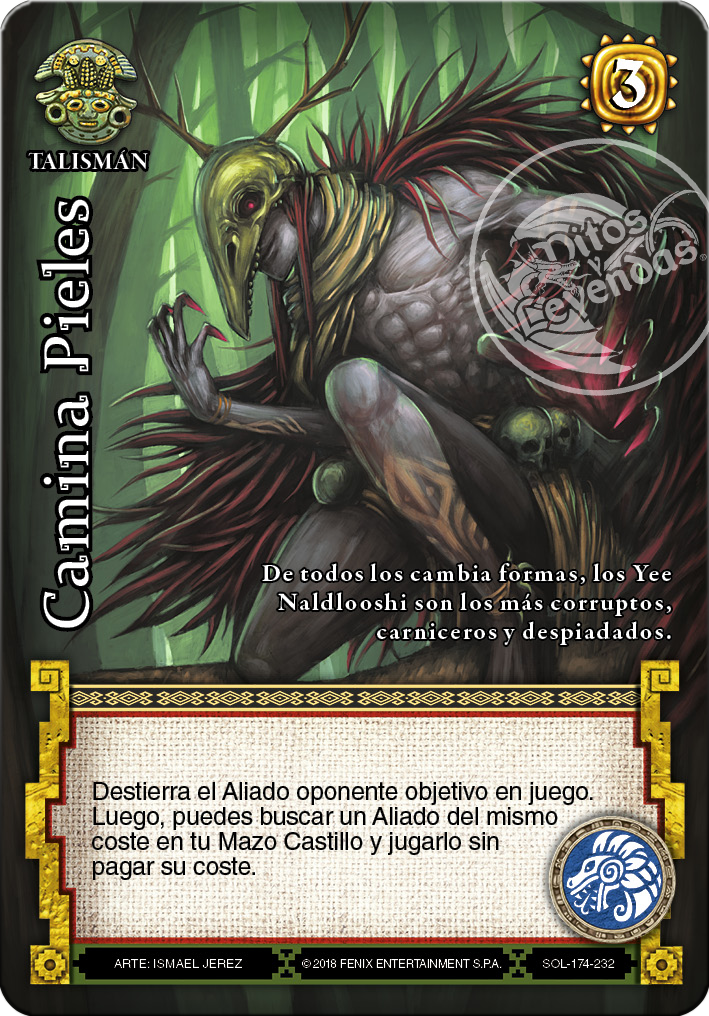 3
TALISMÁN
Mitos
y
Leyendas®
Camina Pieles
De todos los cambia formas, los Yee
Naldlooshi son los más corruptos,
carniceros y despiadados.
Destierra el Aliado oponente objetivo en juego.
Luego, puedes buscar un Aliado del mismo
coste en tu Mazo Castillo y jugarlo sin
pagar su coste.
ARTE: ISMAEL JEREZ
©2018 FENIX ENTERTAINMENT S.P.A.
SOL-174-232